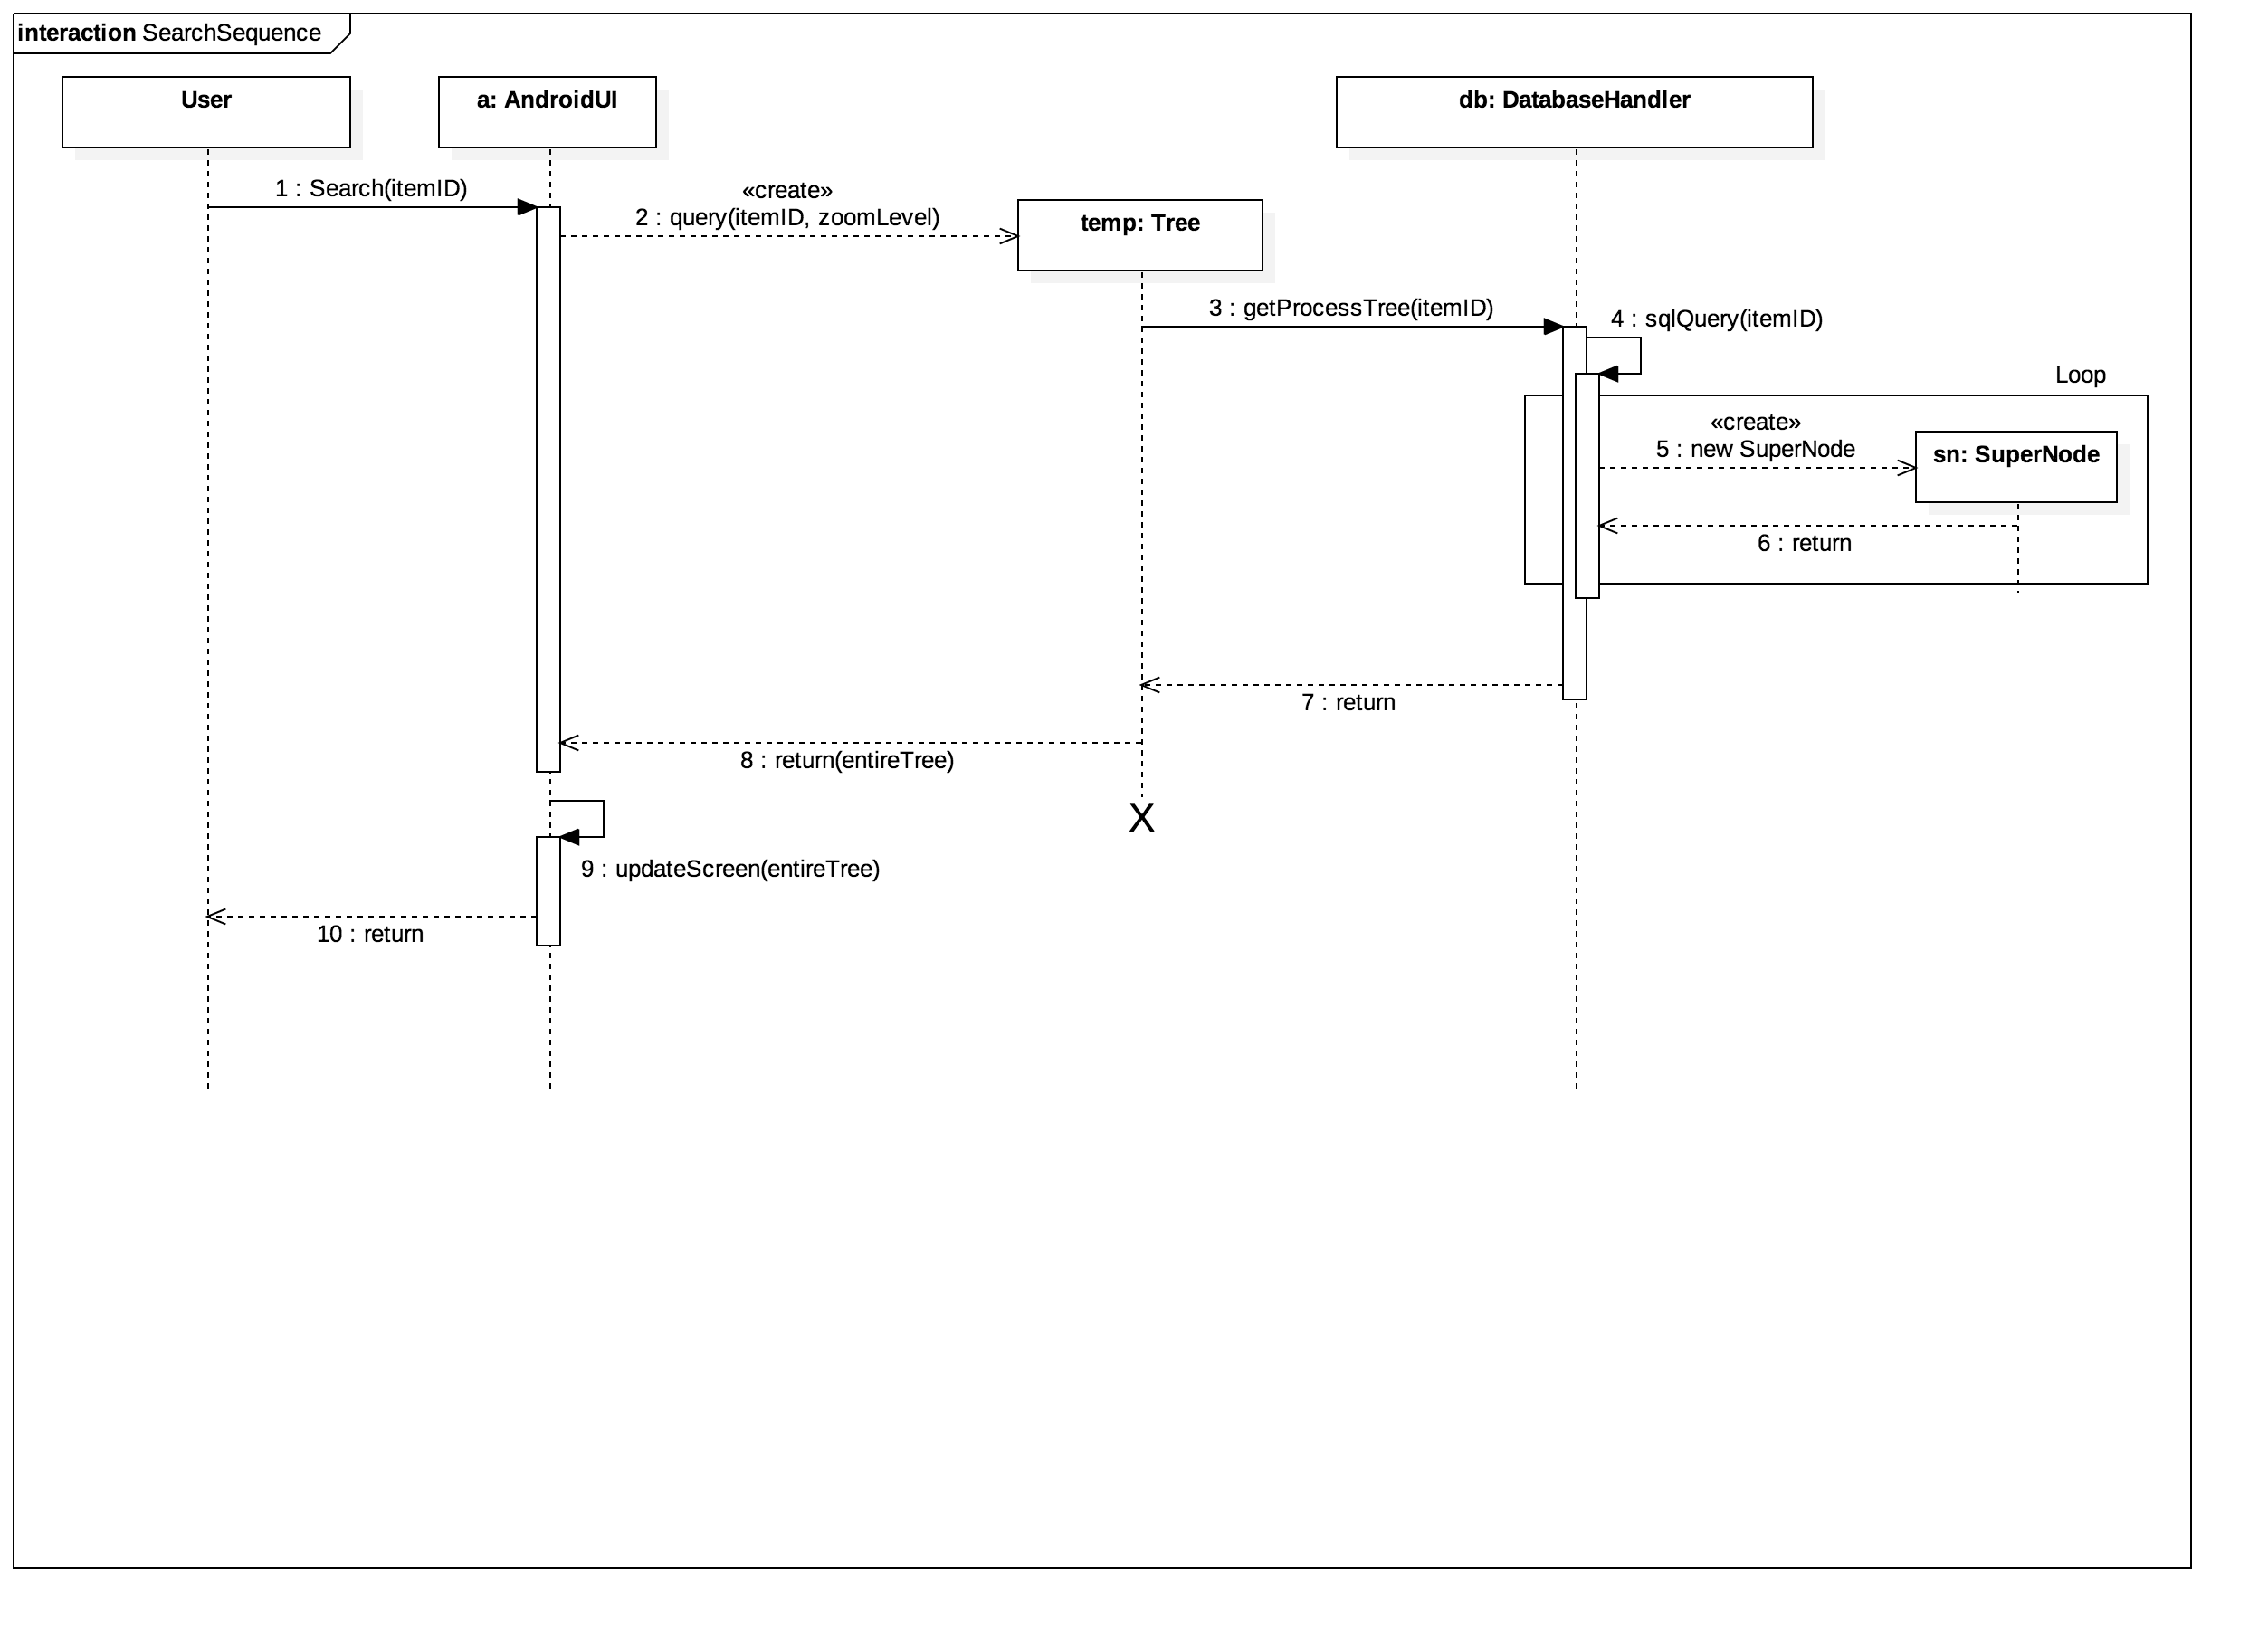 interaction SearchSequence
User
a: AndroidUI
db: DatabaseHandler
1 : Search(itemID)
«create»
2 : query(itemID, zoomLevel)
temp: Tree
3 : getProcessTree(itemID)
4 : sqlQuery(itemID)
Loop
«create»
5 : new SuperNode
sn: SuperNode
6 : return
7 : return
8 : return(entireTree)
X
9 : updateScreen(entireTree)
10 : return